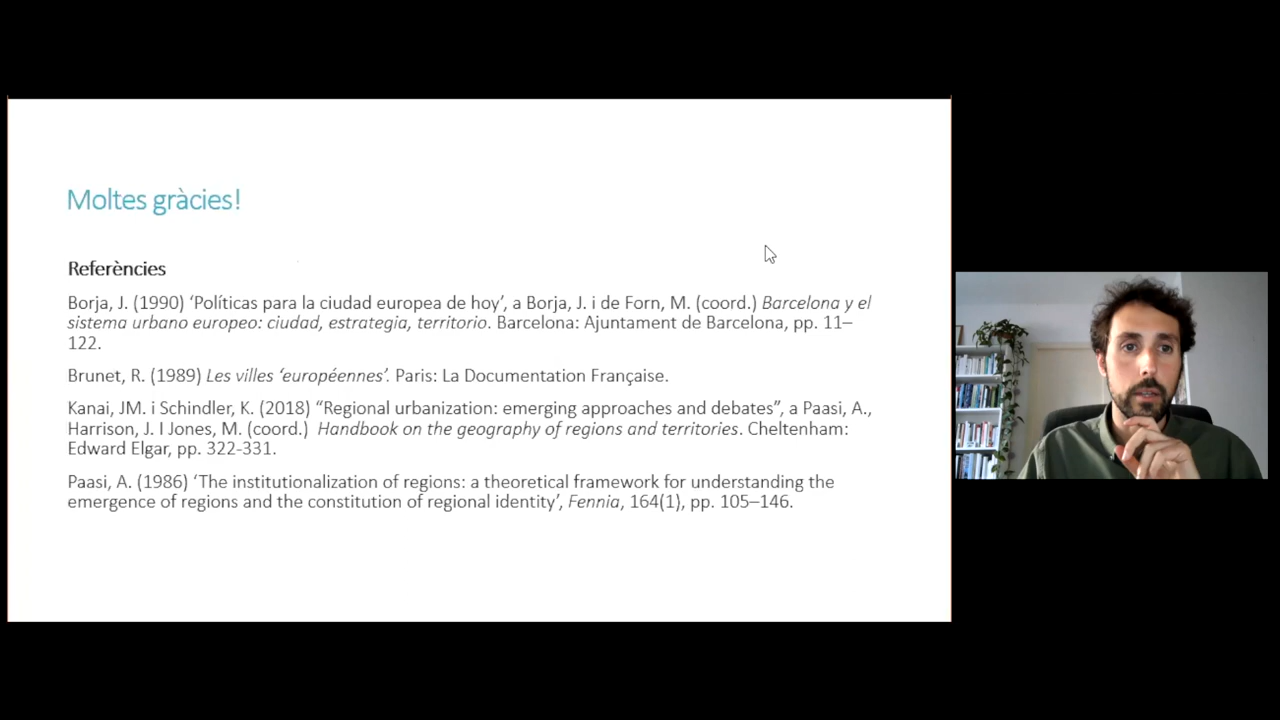 Moltes gràcies!
Referències
Borja, J. (1990) ‘Políticas para la ciudad europea de hoy’, a Borja, J. i de Forn, M. (coord.) Barcelona y el
sistema urbano europeo: ciudad, estrategia, territorio. Barcelona: Ajuntament de Barcelona, pp. 11–
122.
Brunet, R. (1989) Les villes ‘européennes’. Paris: La Documentation Française.
Kanai, JM. i Schindler, K. (2018) “Regional urbanization: emerging approaches and debates”, a Paasi, A.,
Harrison, J. I Jones, M. (coord.) Handbook on the geography of regions and territories. Cheltenham:
Edward Elgar, pp. 322-331.
Paasi, A. (1986) ‘The institutionalization of regions: a theoretical framework for understanding the
emergence of regions and the constitution of regional identity’, Fennia, 164(1), pp. 105–146.